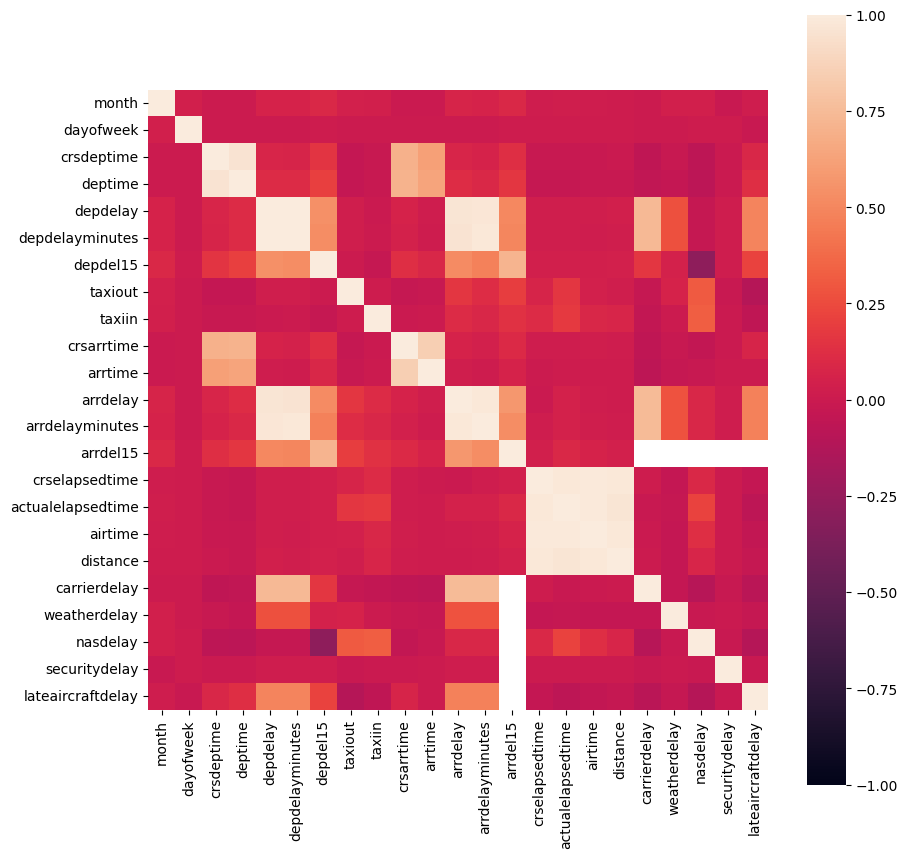 month
dayofweek
crsdeptime
deptime
depdelay
depdelayminutes
depdel15
taxiout
taxiin
crsarrtime
arrtime
arrdelay
arrdelayminutes
arrdel15
crselapsedtime
actualelapsedtime
airtime
distance
carrierdelay
weatherdelay
nasdelay
securitydelay
lateaircraftdelay
month
dayofweek
crsdeptime
deptime
depdelay
depdelayminutes
depdel15
taxiout
taxiin
crsarrtime
arrtime
arrdelay
arrdelayminutes
arrdel15
crselapsedtime
actualelapsedtime
airtime
distance
carrierdelay
weatherdelay
nasdelay
securitydelay
lateaircraftdelay
1.00
0.75
0.50
0.25
0.00
−0.25
−0.50
−0.75
−1.00